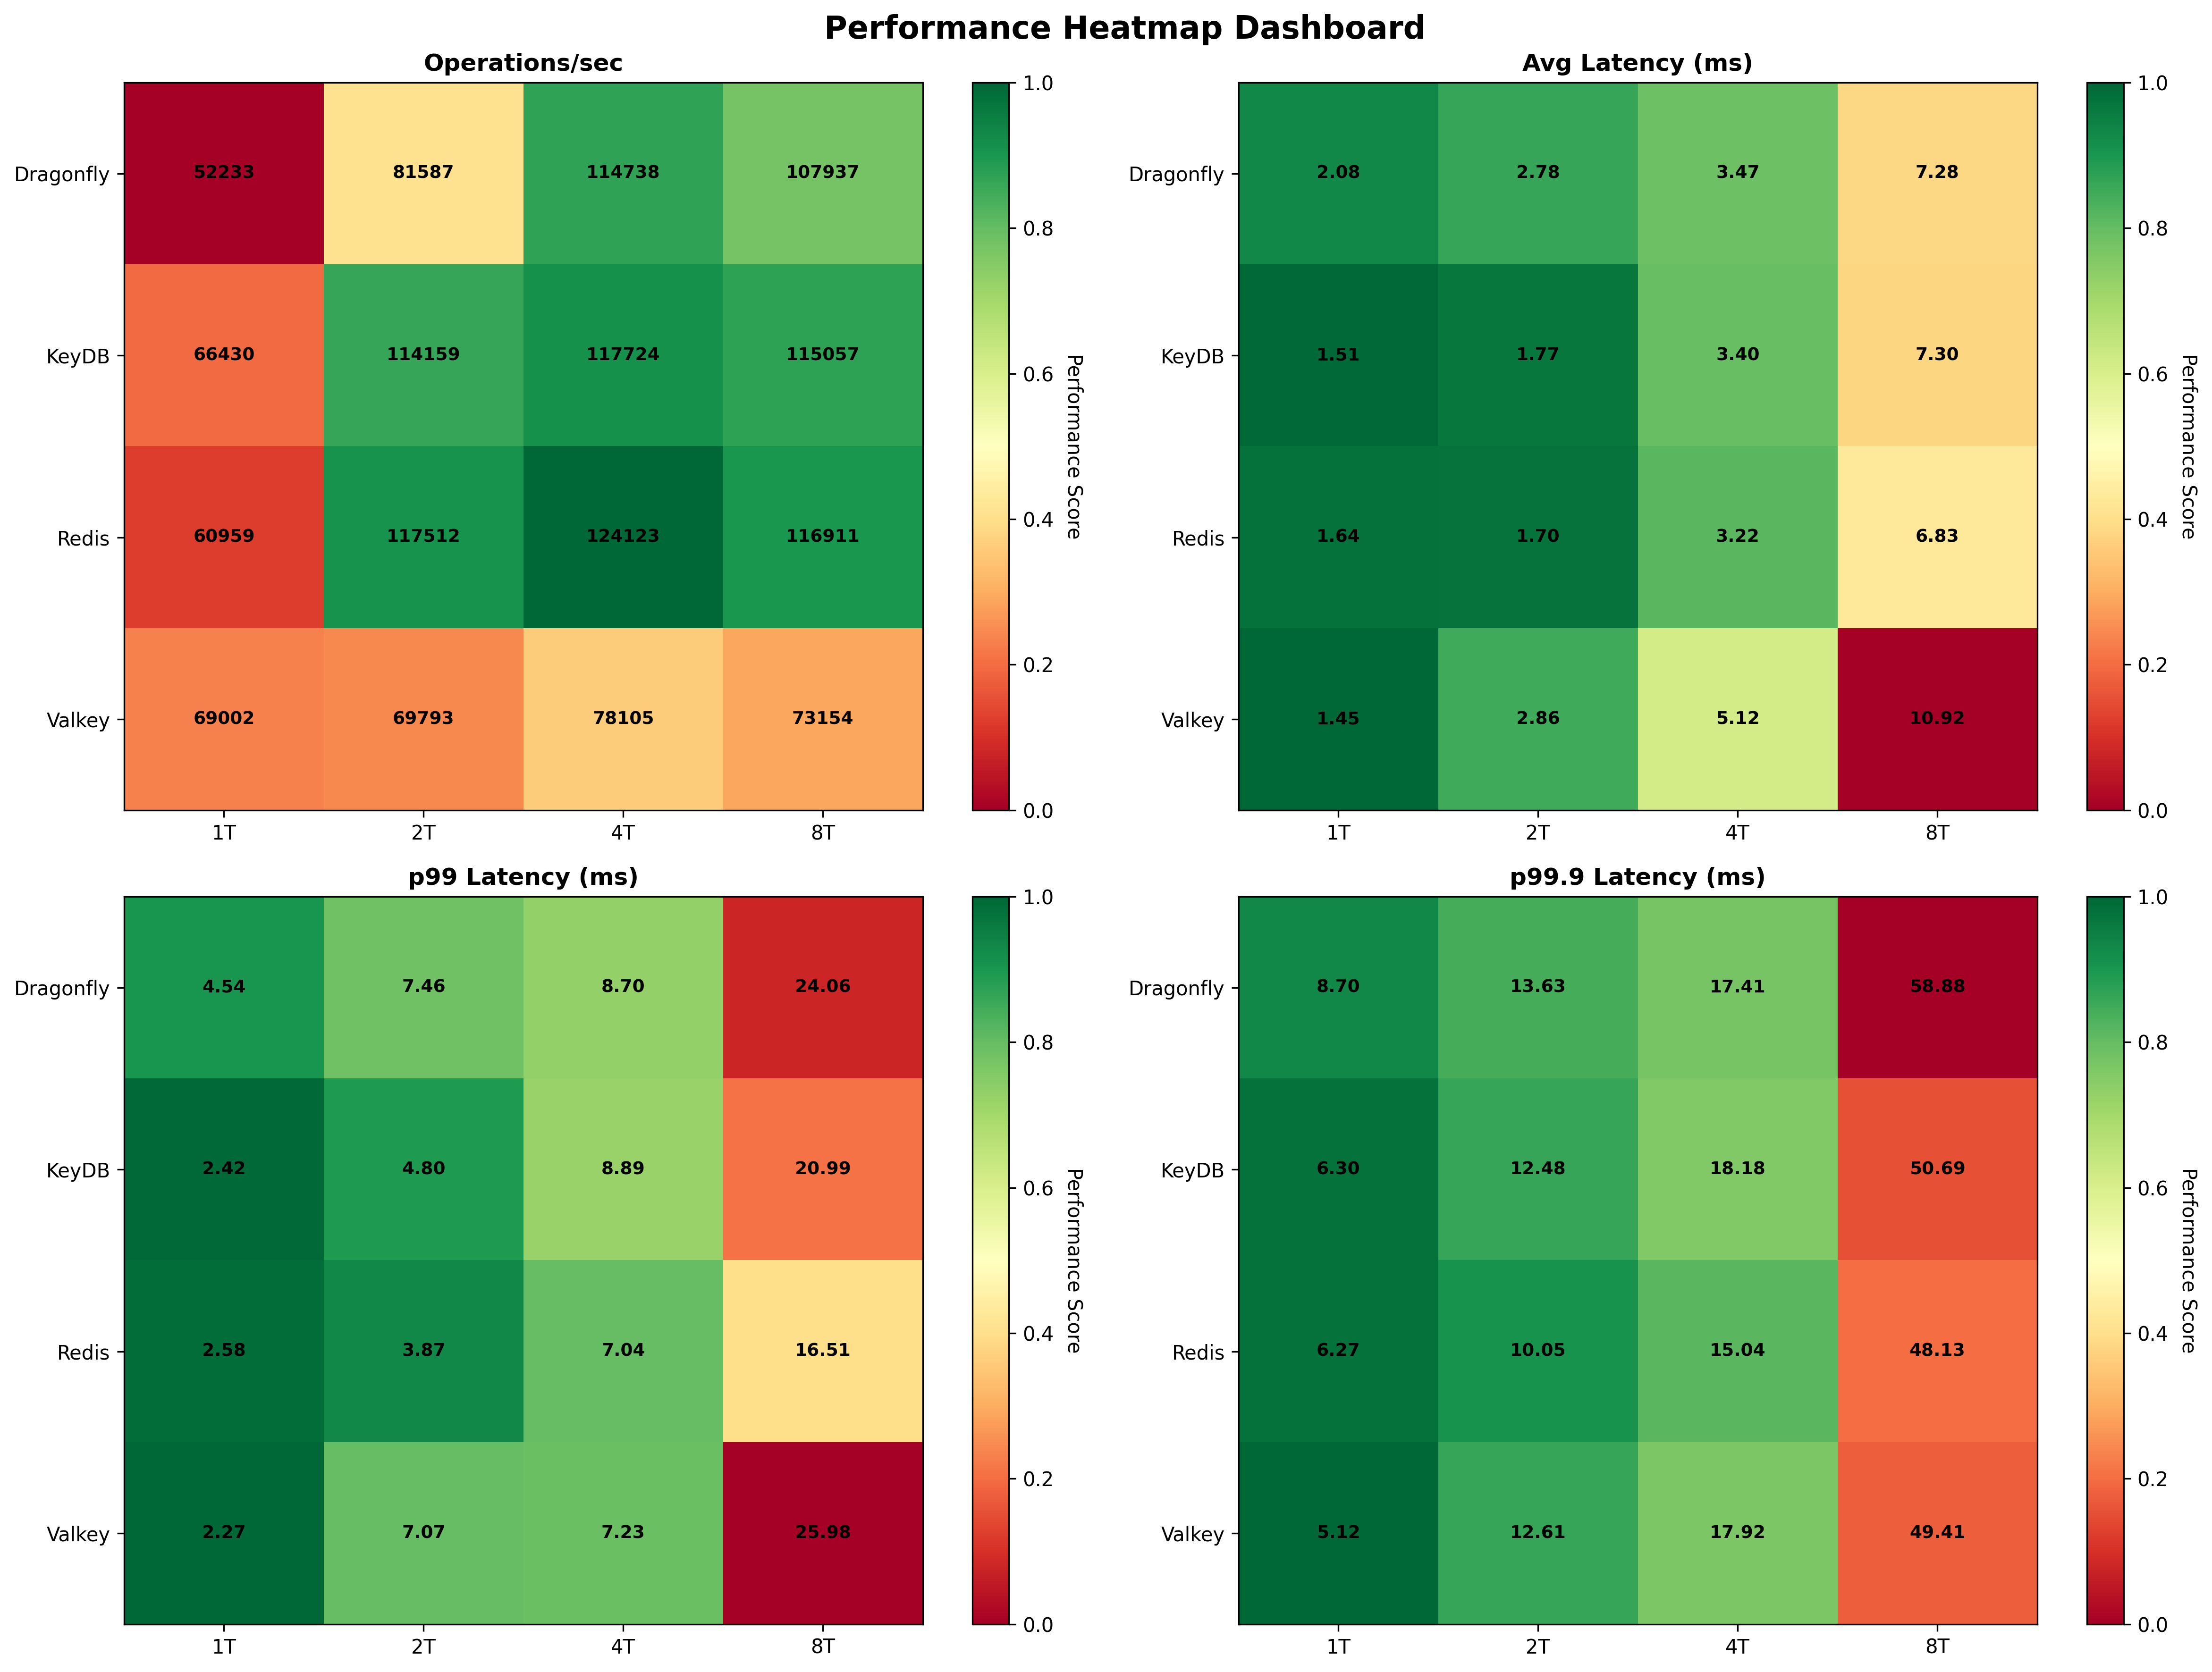 Performance Heatmap Dashboard
Operations/sec
Dragonfly 52233 81587 114738 107937
KeyDB 66430 114159 117724 115057
Redis 60959 117512 124123 116911
Valkey 69002 69793 78105 73154
1T 2T 4T 8T
1.0
0.8
0.6
0.4
0.2
0.0
Performance Score
Avg Latency (ms)
Dragonfly 2.08 2.78 3.47 7.28
KeyDB 1.51 1.77 3.40 7.30
Redis 1.64 1.70 3.22 6.83
Valkey 1.45 2.86 5.12 10.92
1T 2T 4T 8T
1.0
0.8
0.6
0.4
0.2
0.0
Performance Score
p99 Latency (ms)
Dragonfly 4.54 7.46 8.70 24.06
KeyDB 2.42 4.80 8.89 20.99
Redis 2.58 3.87 7.04 16.51
Valkey 2.27 7.07 7.23 25.98
1T 2T 4T 8T
1.0
0.8
0.6
0.4
0.2
0.0
Performance Score
p99.9 Latency (ms)
Dragonfly 8.70 13.63 17.41 58.88
KeyDB 6.30 12.48 18.18 50.69
Redis 6.27 10.05 15.04 48.13
Valkey 5.12 12.61 17.92 49.41
1T 2T 4T 8T
1.0
0.8
0.6
0.4
0.2
0.0
Performance Score